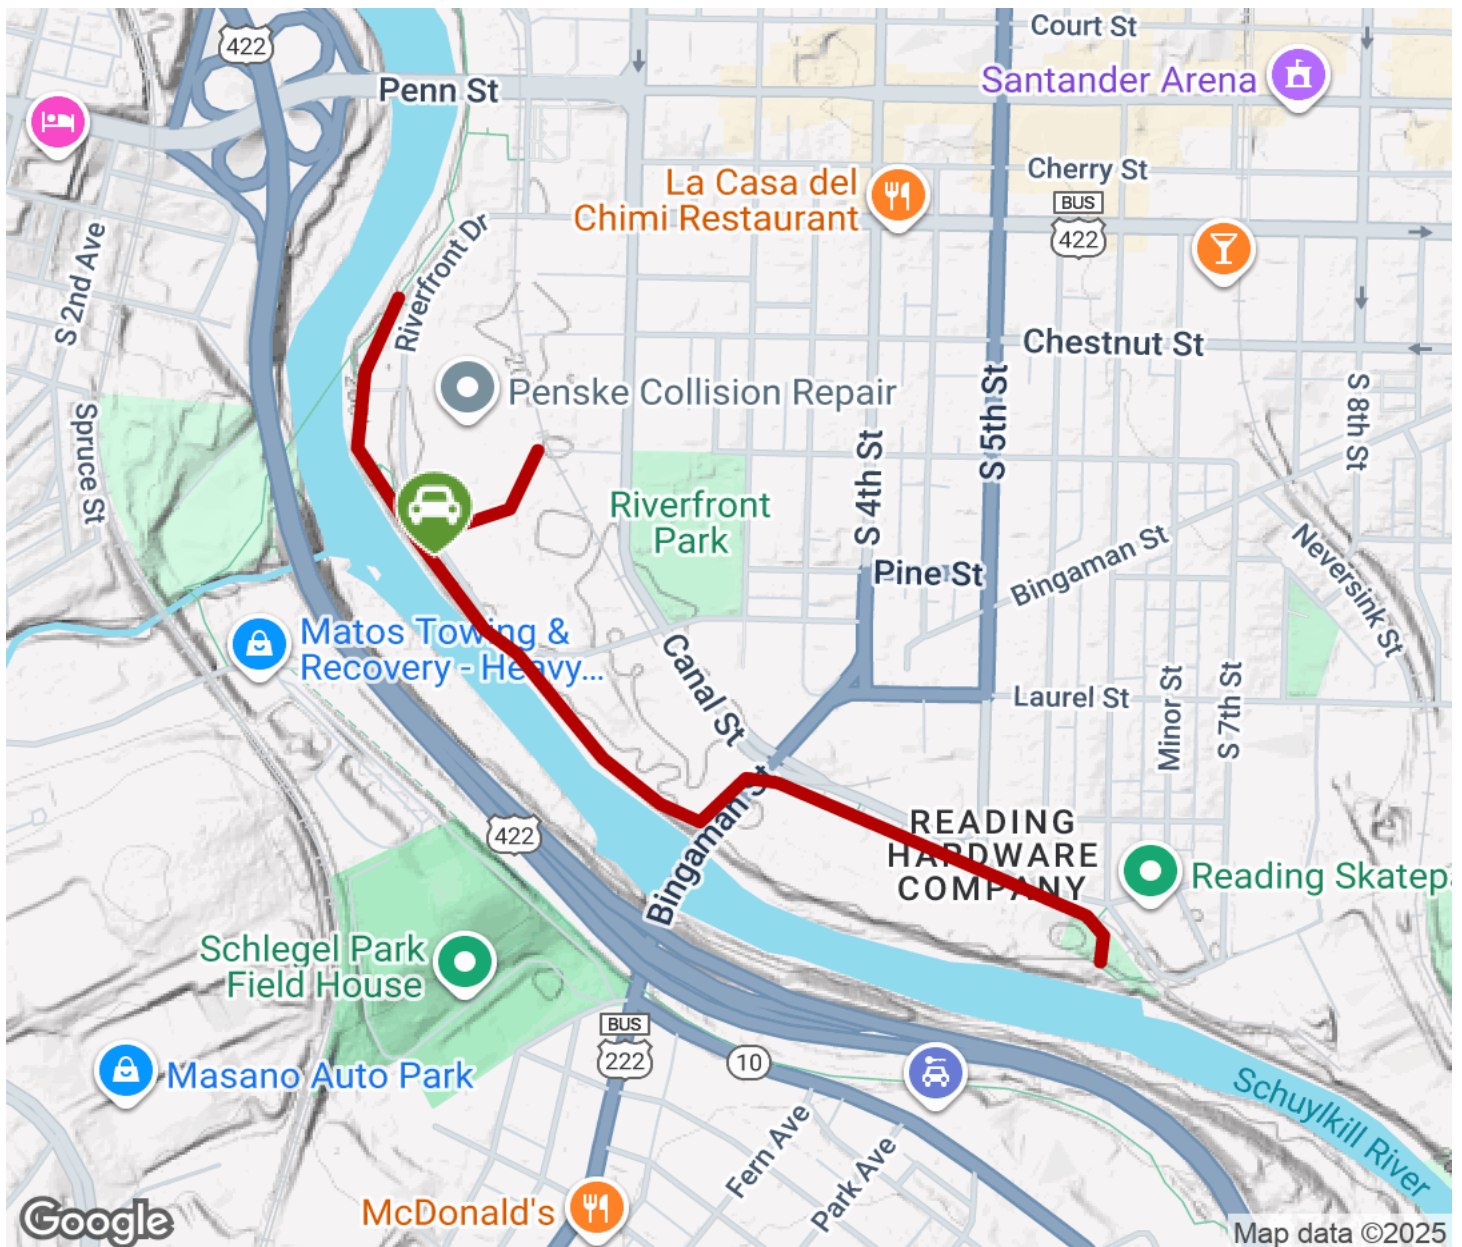 422
Court St
Penn St
Santander Arena
Cherry St
La Casa del
Chimi Restaurant
BUS
422
S 2nd Ave
Riverfront Dr
Chestnut St
Penske Collision Repair
S 5th St
S 8th St
Spruce St
S 4th St
Riverfront
Park
Pine St
Bingaman St
Neversink St
Matos Towing &
Recovery - Heavy...
Canal St
Laurel St
Minor St
S 7th St
Bingaman St
422
READING
HARDWARE
COMPANY
Reading Skatepa
Schlegel Park
Field House
BUS
222
10
Masano Auto Park
Schuylkill River
Fern Ave
Park Ave
McDonald's
Google
Map data ©2025